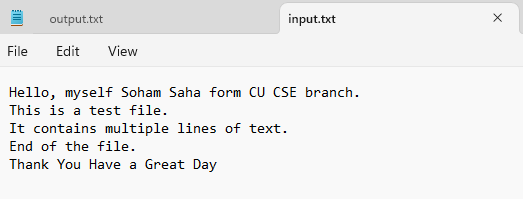 output.txt input.txt
File Edit View
Hello, myself Soham Saha form CU CSE branch.
This is a test file.
It contains multiple lines of text.
End of the file.
Thank You Have a Great Day